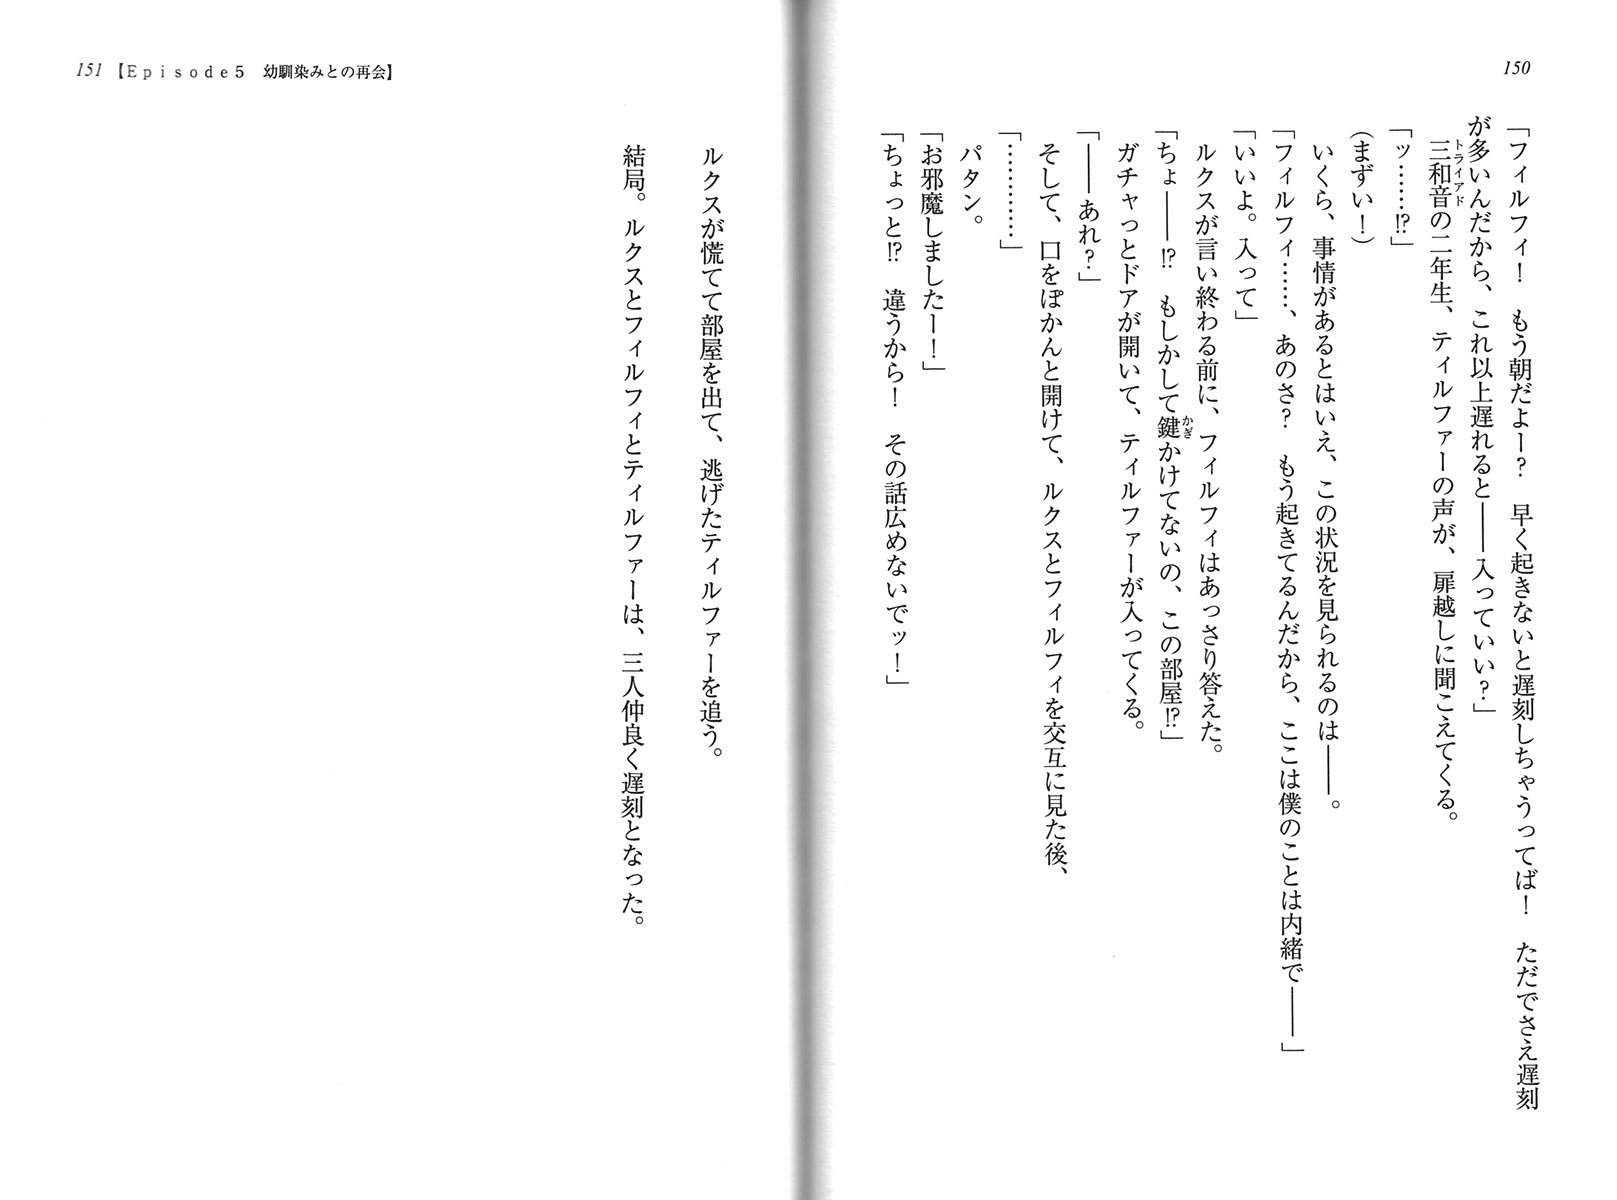 150
「フィルフィ！　もう朝だよー？　早く起きないと遅刻しちゃうってば！　ただでさえ遅刻
が多いんだから、これ以上遅れると――入っていい？」
三和音の二年生、ティルファーの声が、扉越しに聞こえてくる。
トライアド
「ッ……⁉」
（まずい！）
いくら、事情があるとはいえ、この状況を見られるのは――。
「フィルフィ……、あのさ？　もう起きてるんだから、ここは僕のことは内緒で――」
「いいよ。入って」
ルクスが言い終わる前に、フィルフィはあっさり答えた。
「ちょ――⁉　もしかして鍵かけてないの、この部屋⁉」
かぎ
ガチャっとドアが開いて、ティルファーが入ってくる。
「――あれ？」
そして、口をぽかんと開けて、ルクスとフィルフィを交互に見た後、
「…………」
パタン。
「お邪魔しましたー！」
「ちょっと⁉　違うから！　その話広めないでッ！」
151【Episode5　幼馴染みとの再会】
ルクスが慌てて部屋を出て、逃げたティルファーを追う。
結局。ルクスとフィルフィとティルファーは、三人仲良く遅刻となった。